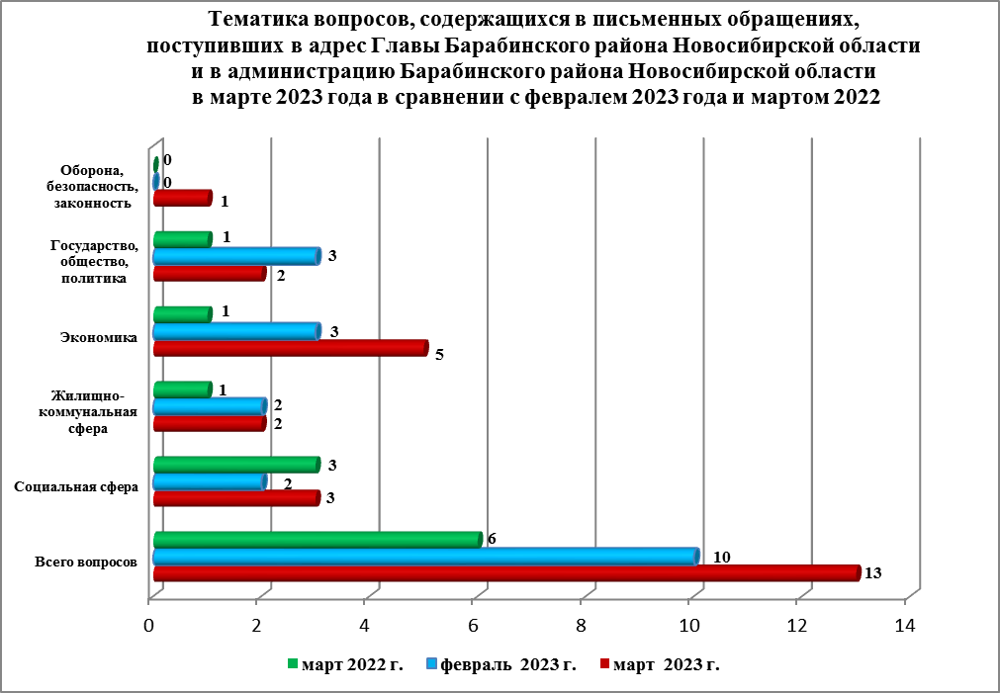 Тематика вопросов, содержащихся в письменных обращениях,
поступивших в адрес Главы Барабинского района Новосибирской области
и в администрацию Барабинского района Новосибирской области
в марте 2023 года в сравнении с февралем 2023 года и мартом 2022
Оборона,
безопасность,
законность
0
0
1
Государство,
общество,
политика
1
3
2
Экономика
1
3
5
Жилищно-
коммунальная
сфера
1
2
2
Социальная сфера
3
2
3
Всего вопросов
6
10
13
0 2 4 6 8 10 12 14
март 2022 г. февраль 2023 г. март 2023 г.